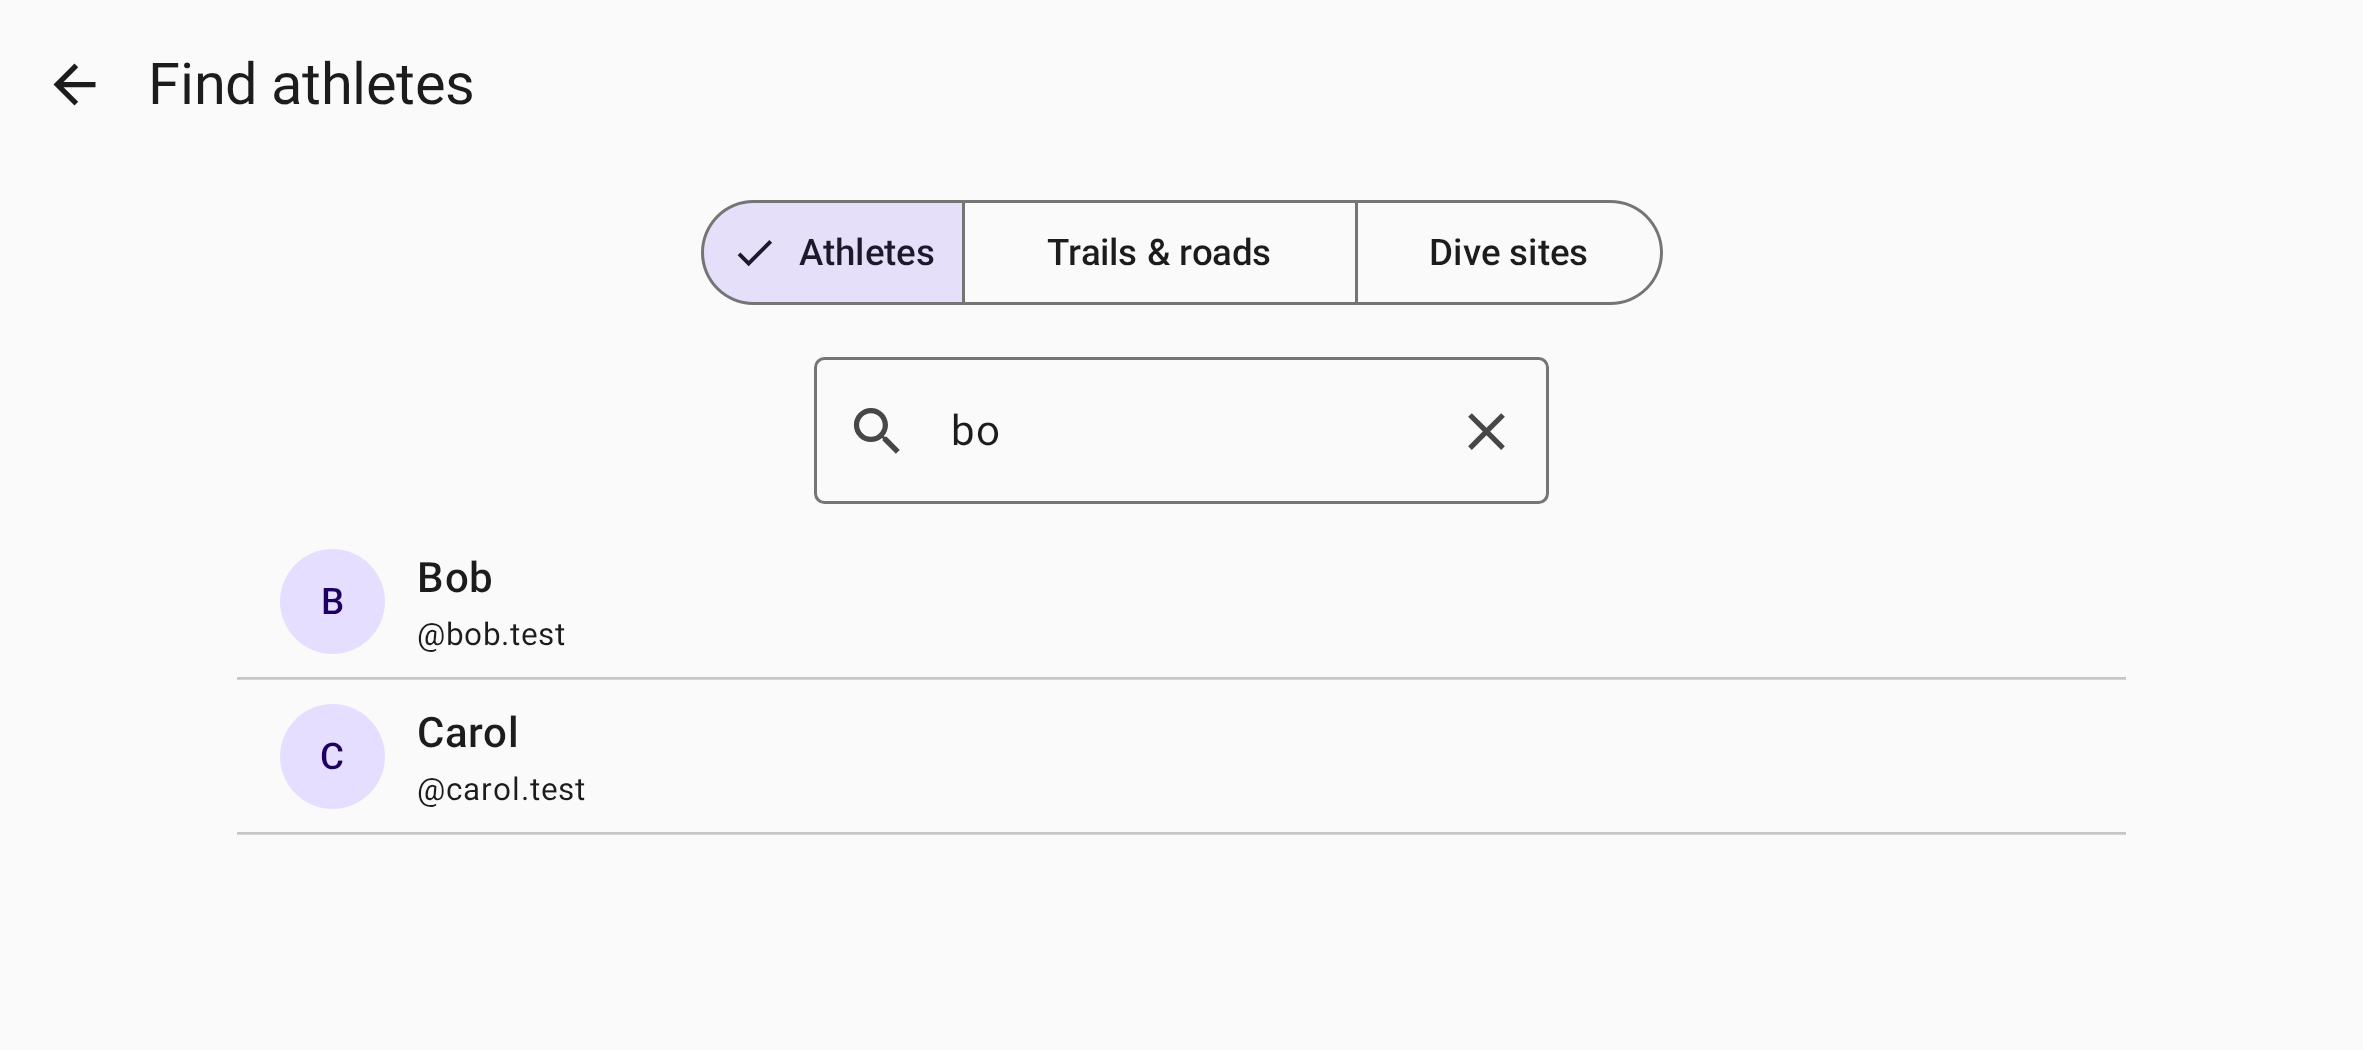 Find athletes
Athletes
Trails & roads
Dive sites
bo
B
Bob
@bob.test
C
Carol
@carol.test